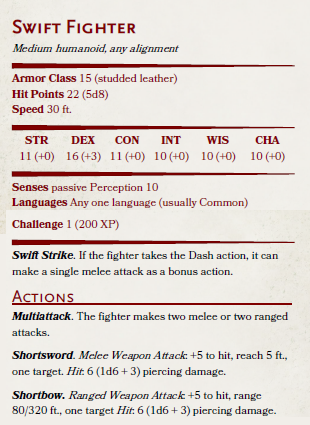 Swift Fighter
Medium humanoid, any alignment
Armor Class 15 (studded leather)
Hit Points 22 (5d8)
Speed 30 ft.
STR DEX CON INT WIS CHA
11 (+0) 16 (+3) 11 (+0) 10 (+0) 10 (+0) 10 (+0)
Senses passive Perception 10
Languages Any one language (usually Common)
Challenge 1 (200 XP)
Swift Strike. If the fighter takes the Dash action, it can
make a single melee attack as a bonus action.
Actions
Multiattack. The fighter makes two melee or two ranged
attacks.
Shortsword. Melee Weapon Attack: +5 to hit, reach 5 ft.,
one target. Hit: 6 (1d6 + 3) piercing damage.
Shortbow. Ranged Weapon Attack: +5 to hit, range
80/320 ft., one target Hit: 6 (1d6 + 3) piercing damage.